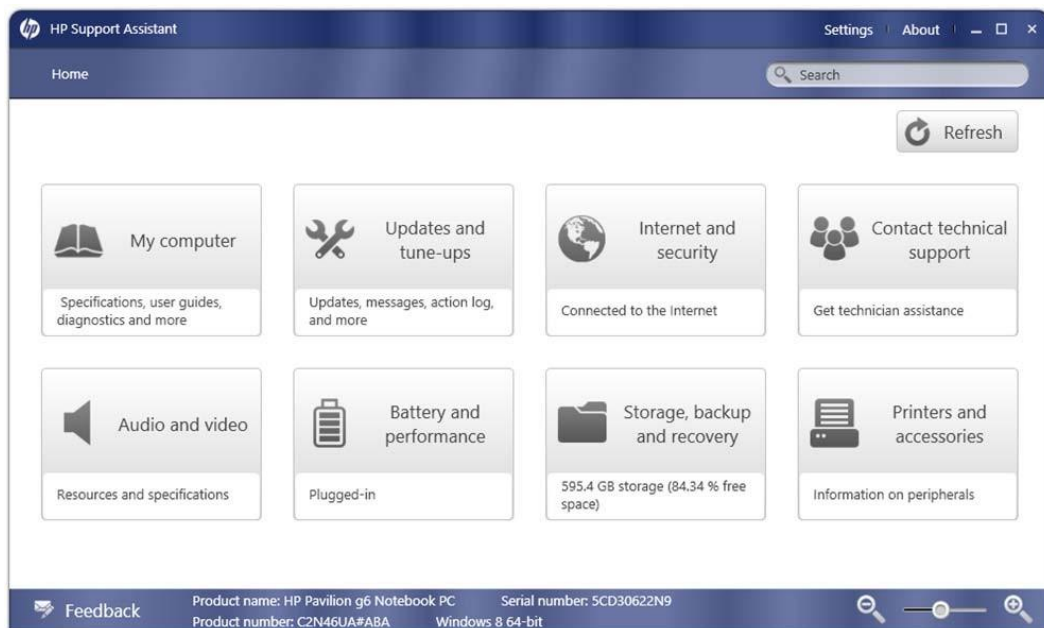 hp HP Support Assistant Settings About
Home Search
Refresh
My computer
Specifications, user guides,
diagnostics and more
Updates and
tune-ups
Updates, messages, action log,
and more
Internet and
security
Connected to the Internet
Contact technical
support
Get technician assistance
Audio and video
Resources and specifications
Battery and
performance
Plugged-in
Storage, backup
and recovery
595.4 GB storage (84.34 % free
space)
Printers and
accessories
Information on peripherals
Feedback
Product name: HP Pavilion g6 Notebook PC Serial number: 5CD30622N9
Product number: C2N46UA#ABA Windows 8 64-bit